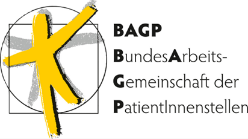 BAGP
BundesArbeits-
Gemeinschaft der
PatientInnenstellen